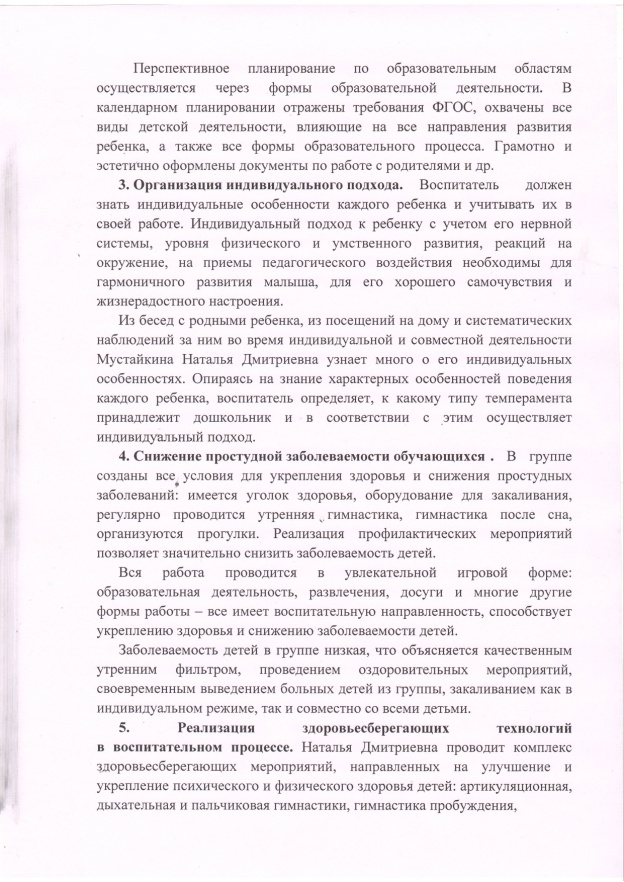 Перспективное планирование по образовательным областям
осуществляется через формы образовательной деятельности. В
календарном планировании отражены требования ФГОС, охвачены все
виды детской деятельности, влияющие на все направления развития
ребенка, а также все формы образовательного процесса. Грамотно и
эстетично оформлены документы по работе с родителями и др.
3. Организация индивидуального подхода. Воспитатель должен
знать индивидуальные особенности каждого ребенка и учитывать их в
своей работе. Индивидуальный подход к ребенку с учетом его нервной
системы, уровня физического и умственного развития, реакций на
окружение, на приемы педагогического воздействия необходимы для
гармоничного развития малыша, для его хорошего самочувствия и
жизнерадостного настроения.
Из бесед с родными ребенка, из посещений на дому и систематических
наблюдений за ним во время индивидуальной и совместной деятельности
Мустайкина Наталья Дмитриевна узнает много о его индивидуальных
особенностях. Опираясь на знание характерных особенностей поведения
каждого ребенка, воспитатель определяет, к какому типу темперамента
принадлежит дошкольник и в соответствии с этим осуществляет
индивидуальный подход.
4. Снижение простудной заболеваемости обучающихся . В группе
созданы все условия для укрепления здоровья и снижения простудных
заболеваний: имеется уголок здоровья, оборудование для закаливания,
регулярно проводится утренняя гимнастика, гимнастика после сна,
организуются прогулки. Реализация профилактических мероприятий
позволяет значительно снизить заболеваемость детей.
Вся работа проводится в увлекательной игровой форме:
образовательная деятельность, развлечения, досуги и многие другие
формы работы – все имеет воспитательную направленность, способствует
укреплению здоровья и снижению заболеваемости детей.
Заболеваемость детей в группе низкая, что объясняется качественным
утренним фильтром, проведением оздоровительных мероприятий,
своевременным выведением больных детей из группы, закаливанием как в
индивидуальном режиме, так и совместно со всеми детьми.
5. Реализация здоровьесберегающих технологий
в воспитательном процессе. Наталья Дмитриевна проводит комплекс
здоровьесберегающих мероприятий, направленных на улучшение и
укрепление психического и физического здоровья детей: артикуляционная,
дыхательная и пальчиковая гимнастики, гимнастика пробуждения,